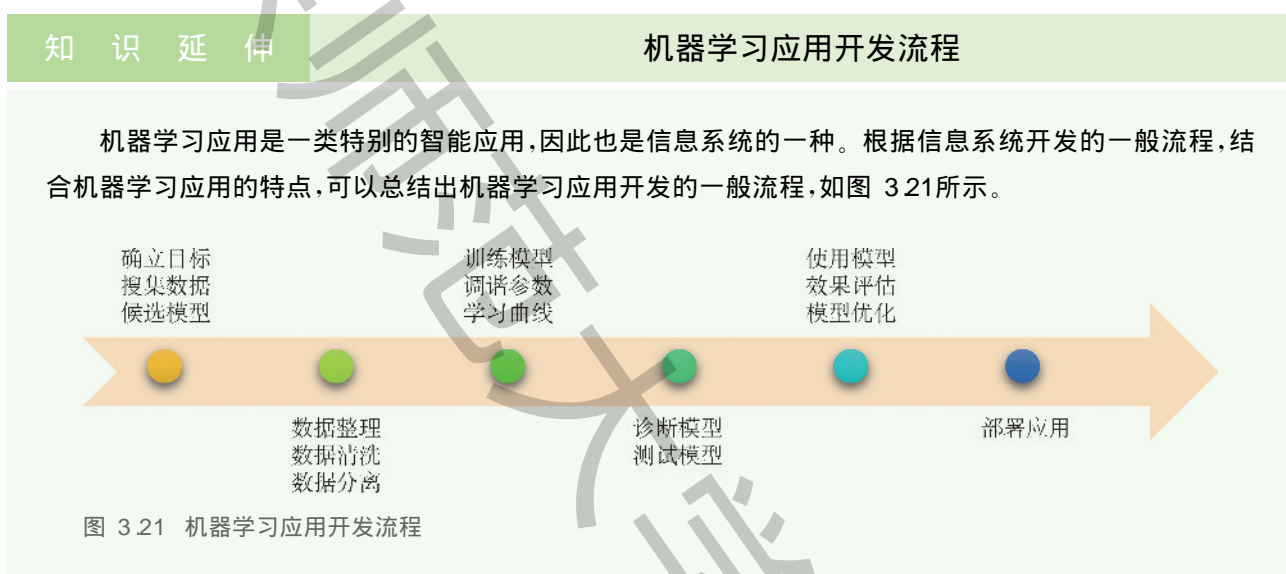 知 识 延 伸
机器学习应用开发流程
机器学习应用是一类特别的智能应用,因此也是信息系统的一种。根据信息系统开发的一般流程,结
合机器学习应用的特点,可以总结出机器学习应用开发的一般流程,如图 3.21所示。
确立目标
搜集数据
候选模型
数据整理
数据清洗
数据分离
训练模型
调谐参数
学习曲线
诊断模型
测试模型
使用模型
效果评估
模型优化
部署应用
图 3.21 机器学习应用开发流程
师范大学